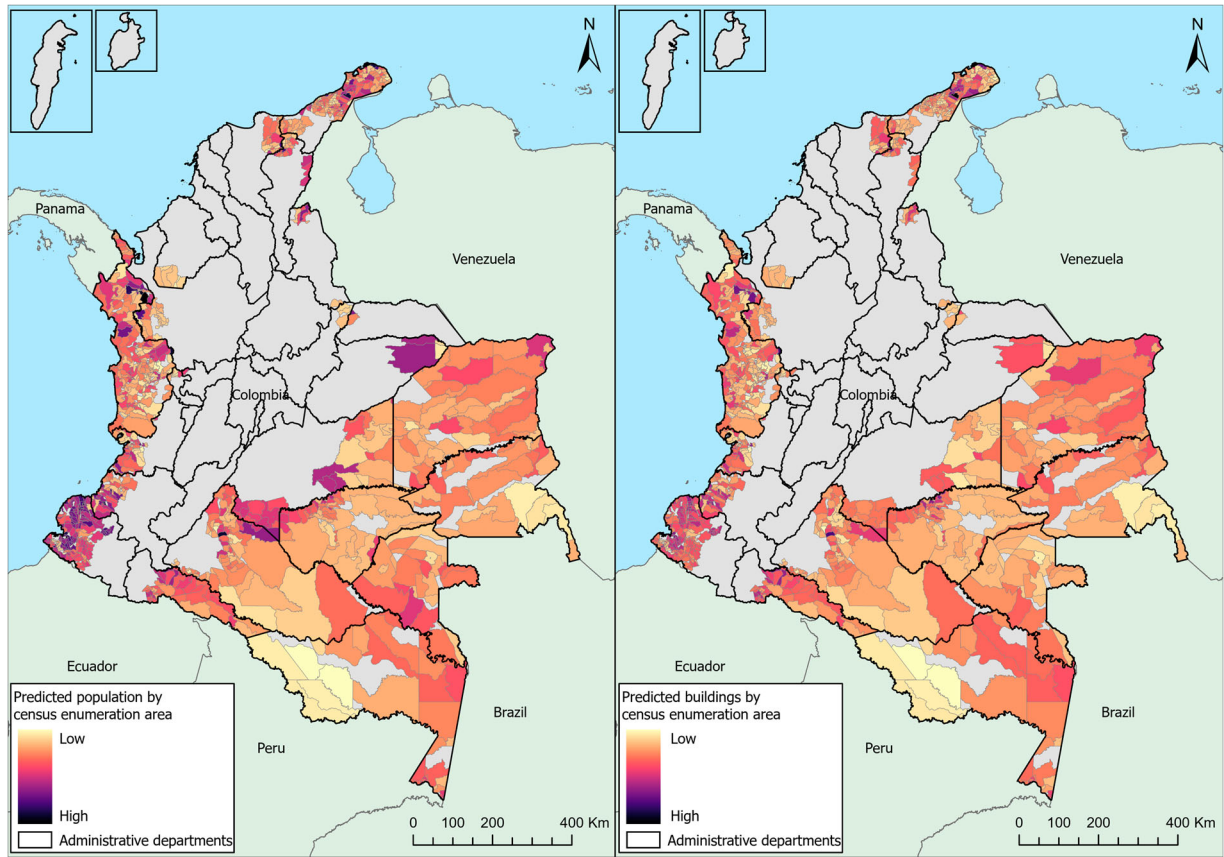 N
Panama
Venezuela
Colombia
Ecuador
Peru
Brazil
Predicted population by
census enumeration area
Low
High
Administrative departments
0 100 200 400 Km
N
Panama
Venezuela
Colombia
Ecuador
Peru
Brazil
Predicted buildings by
census enumeration area
Low
High
Administrative departments
0 100 200 400 Km